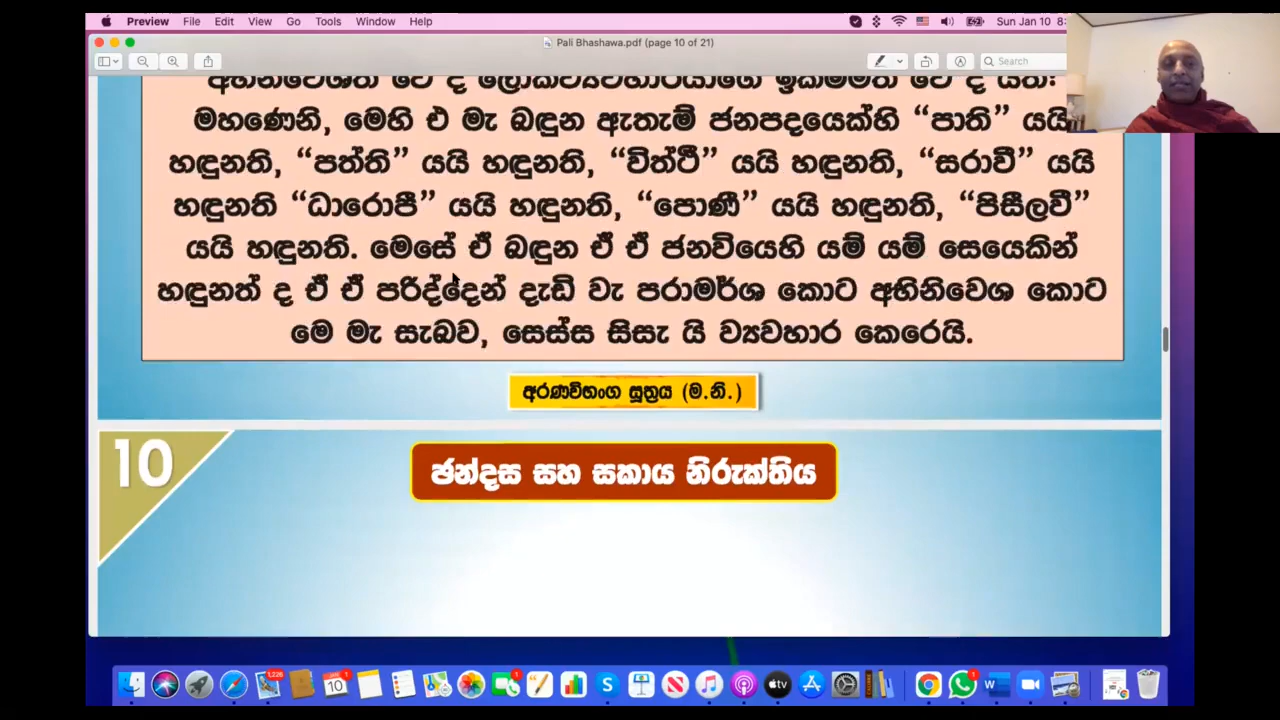 Preview File Edit View Go Tools Window Help
Sun Jan 10 8:
Pali Bhashawa.pdf (page 10 of 21)
Search
මහණෙනි, මෙහි එ මැ බඳුන ඇතැම් ජනපදයෙක්හි “පාති” යයි
හඳුනති, “පත්ති” යයි හඳුනති, “විත්ථි” යයි හඳුනති, “සරාවී” යයි
හඳුනති “ධාරොපී” යයි හඳුනති, “පොණී” යයි හඳුනති, “පිසීලවී”
යයි හඳුනති. මෙසේ ඒ බඳුන ඒ ඒ ජනවියෙහි යම් යම් සෙයෙකින්
හඳුනත් ද ඒ ඒ පරිද්දෙන් දැඩි වැ පරාමර්ශ කොට අභිනිවෙශ කොට
මෙ මැ සැබව, සෙස්ස සිසැ යි ව්‍යවහාර කෙරෙයි.
අරණවිභංග සූත්‍රය (ම.නි.)
10
ඡන්දස සහ සකාය නිරුක්තිය